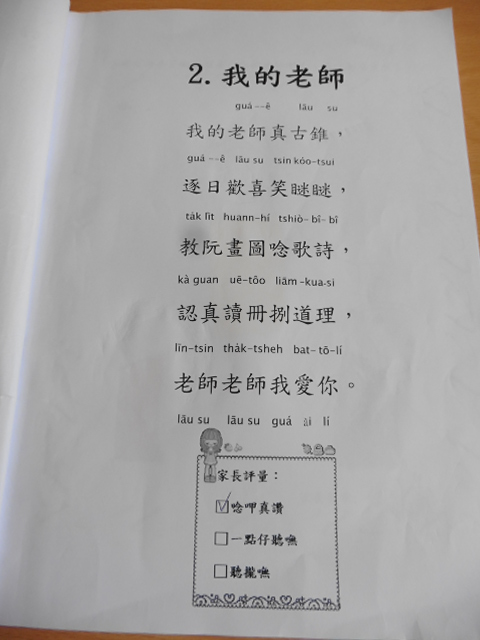 2.我的老師
guá --ê lāu su
我的老師真古錐，
guá --ê lāu su tsin kóo-tsui
逐日歡喜笑瞇瞇，
ta̍k li̍t huann-hí tshiò- bî- bî
教阮畫圖唸歌詩，
kà guan uē-tôo liām-kua-si
認真讀冊捌道理，
līn-tsin tha̍k-tsheh bat- tō-lí
老師老師我愛你。
lāu su lāu su guá ài lí
家長評量：
唸呷真讚
一點仔聽嘸
聽攏嘸